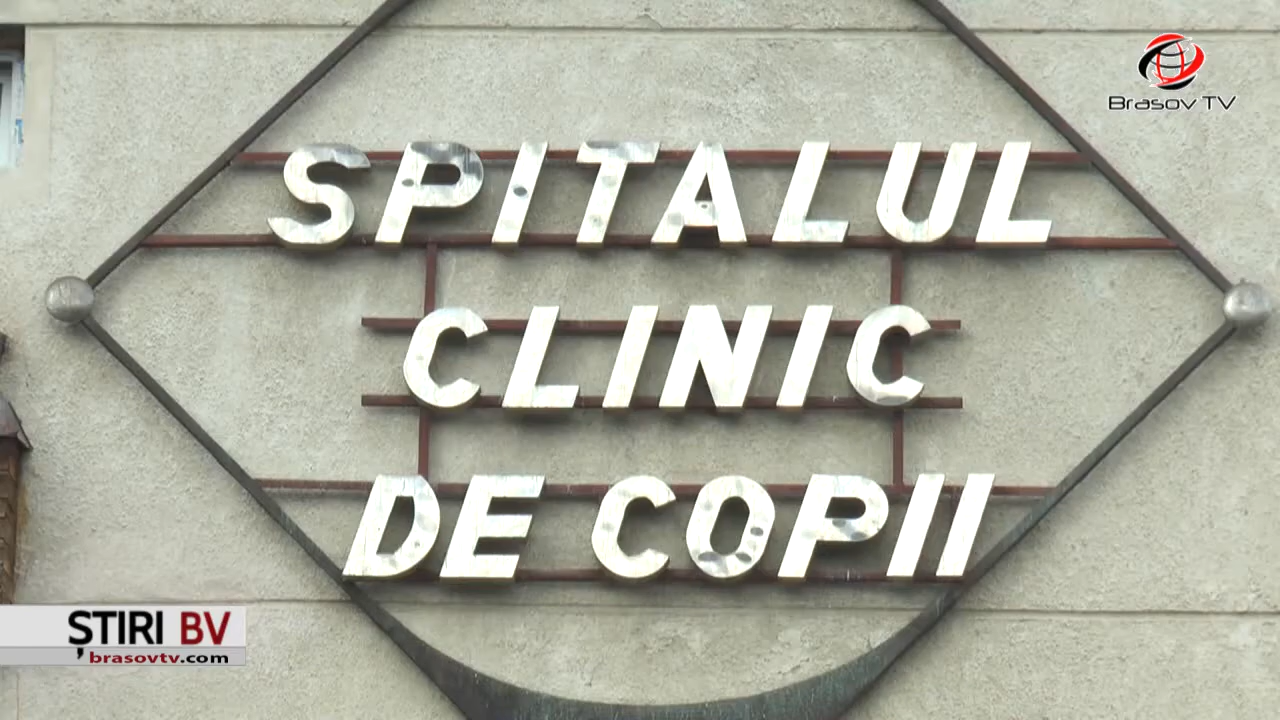 Brasov TV
SPITALUL
CLINIC
DE COPII
ȘTIRI BV
brasovtv.com